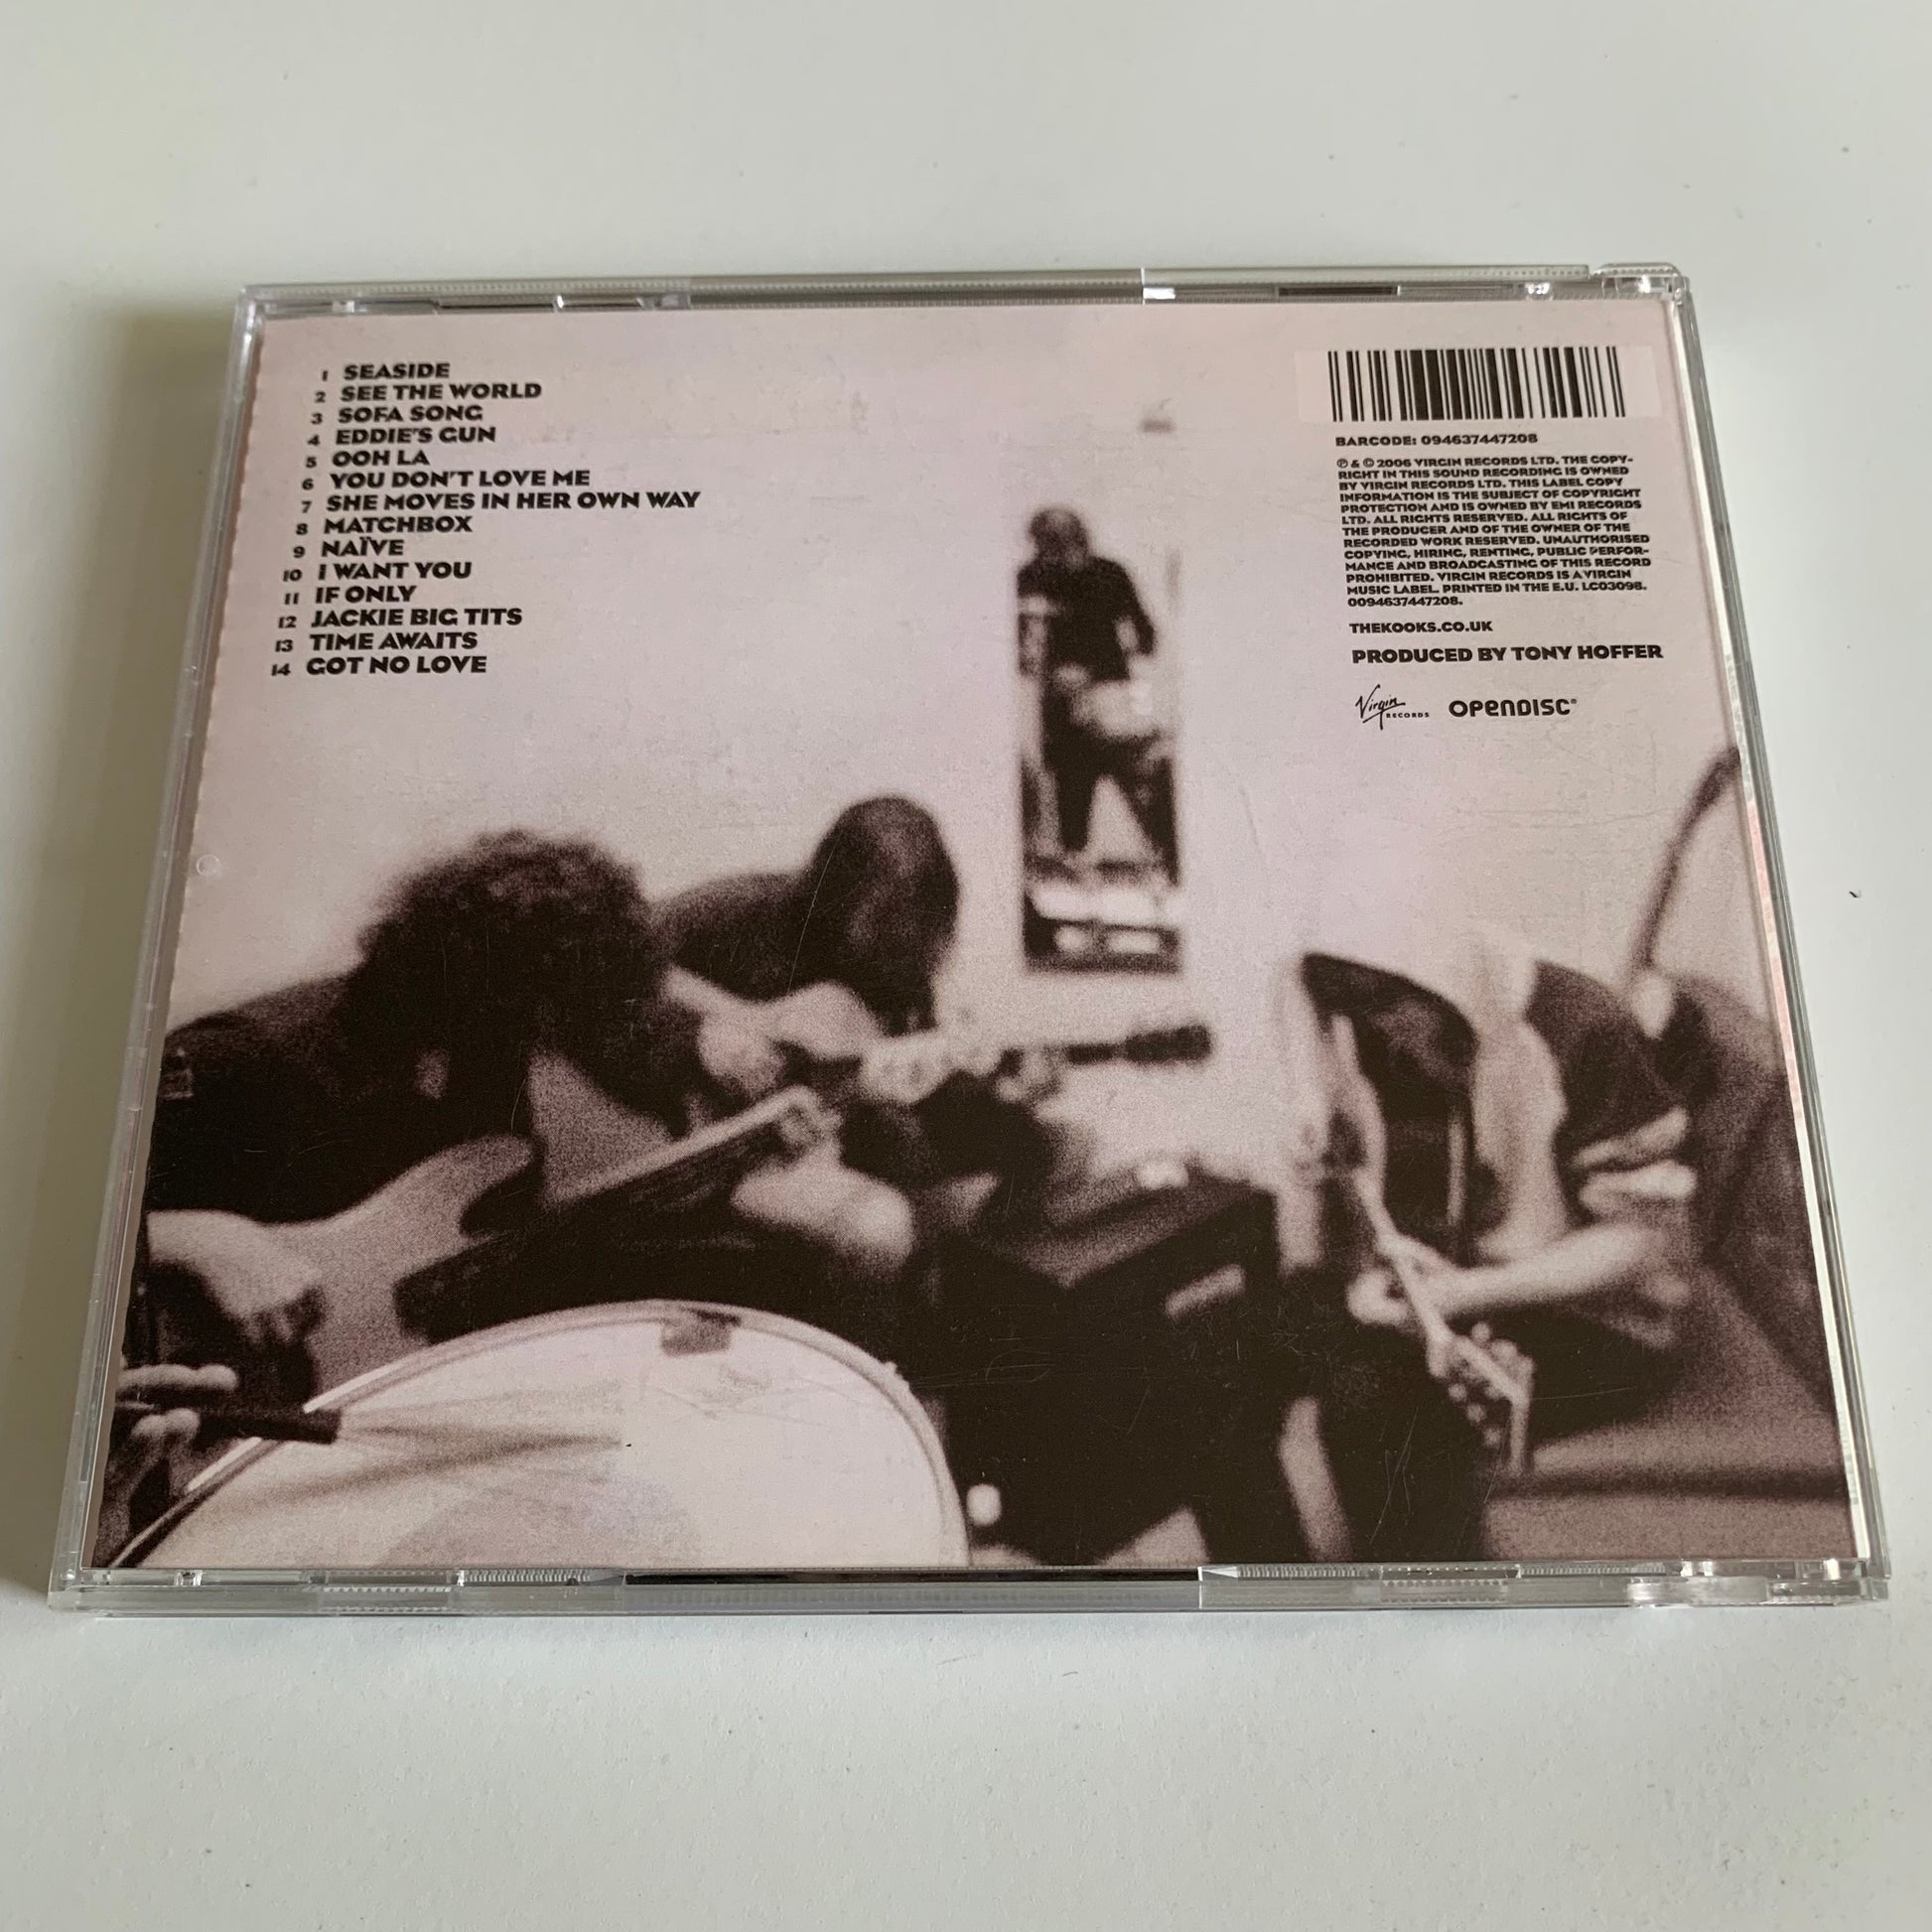 1 SEASIDE
2 SEE THE WORLD
3 SOFA SONG
4 EDDIE'S GUN
5 OOH LA
6 YOU DON'T LOVE ME
7 SHE MOVES IN HER OWN WAY
8 MATCHBOX
9 NAÏVE
10 I WANT YOU
11 IF ONLY
12 JACKIE BIG TITS
13 TIME AWAITS
14 GOT NO LOVE
BARCODE: 094637447208
℗ & © 2006 VIRGIN RECORDS LTD. THE COPY-
RIGHT IN THIS SOUND RECORDING IS OWNED
BY VIRGIN RECORDS LTD. THIS LABEL COPY
INFORMATION IS THE SUBJECT OF COPYRIGHT
PROTECTION AND IS OWNED BY EMI RECORDS
LTD. ALL RIGHTS RESERVED. ALL RIGHTS OF
THE PRODUCER AND OF THE OWNER OF THE
RECORDED WORK RESERVED. UNAUTHORISED
COPYING, HIRING, RENTING, PUBLIC PERFOR-
MANCE AND BROADCASTING OF THIS RECORD
PROHIBITED. VIRGIN RECORDS IS A VIRGIN
MUSIC LABEL. PRINTED IN THE E.U. LC03098.
0094637447208.
THEKOOKS.CO.UK
PRODUCED BY TONY HOFFER
Virgin RECORDS OPENDISC®